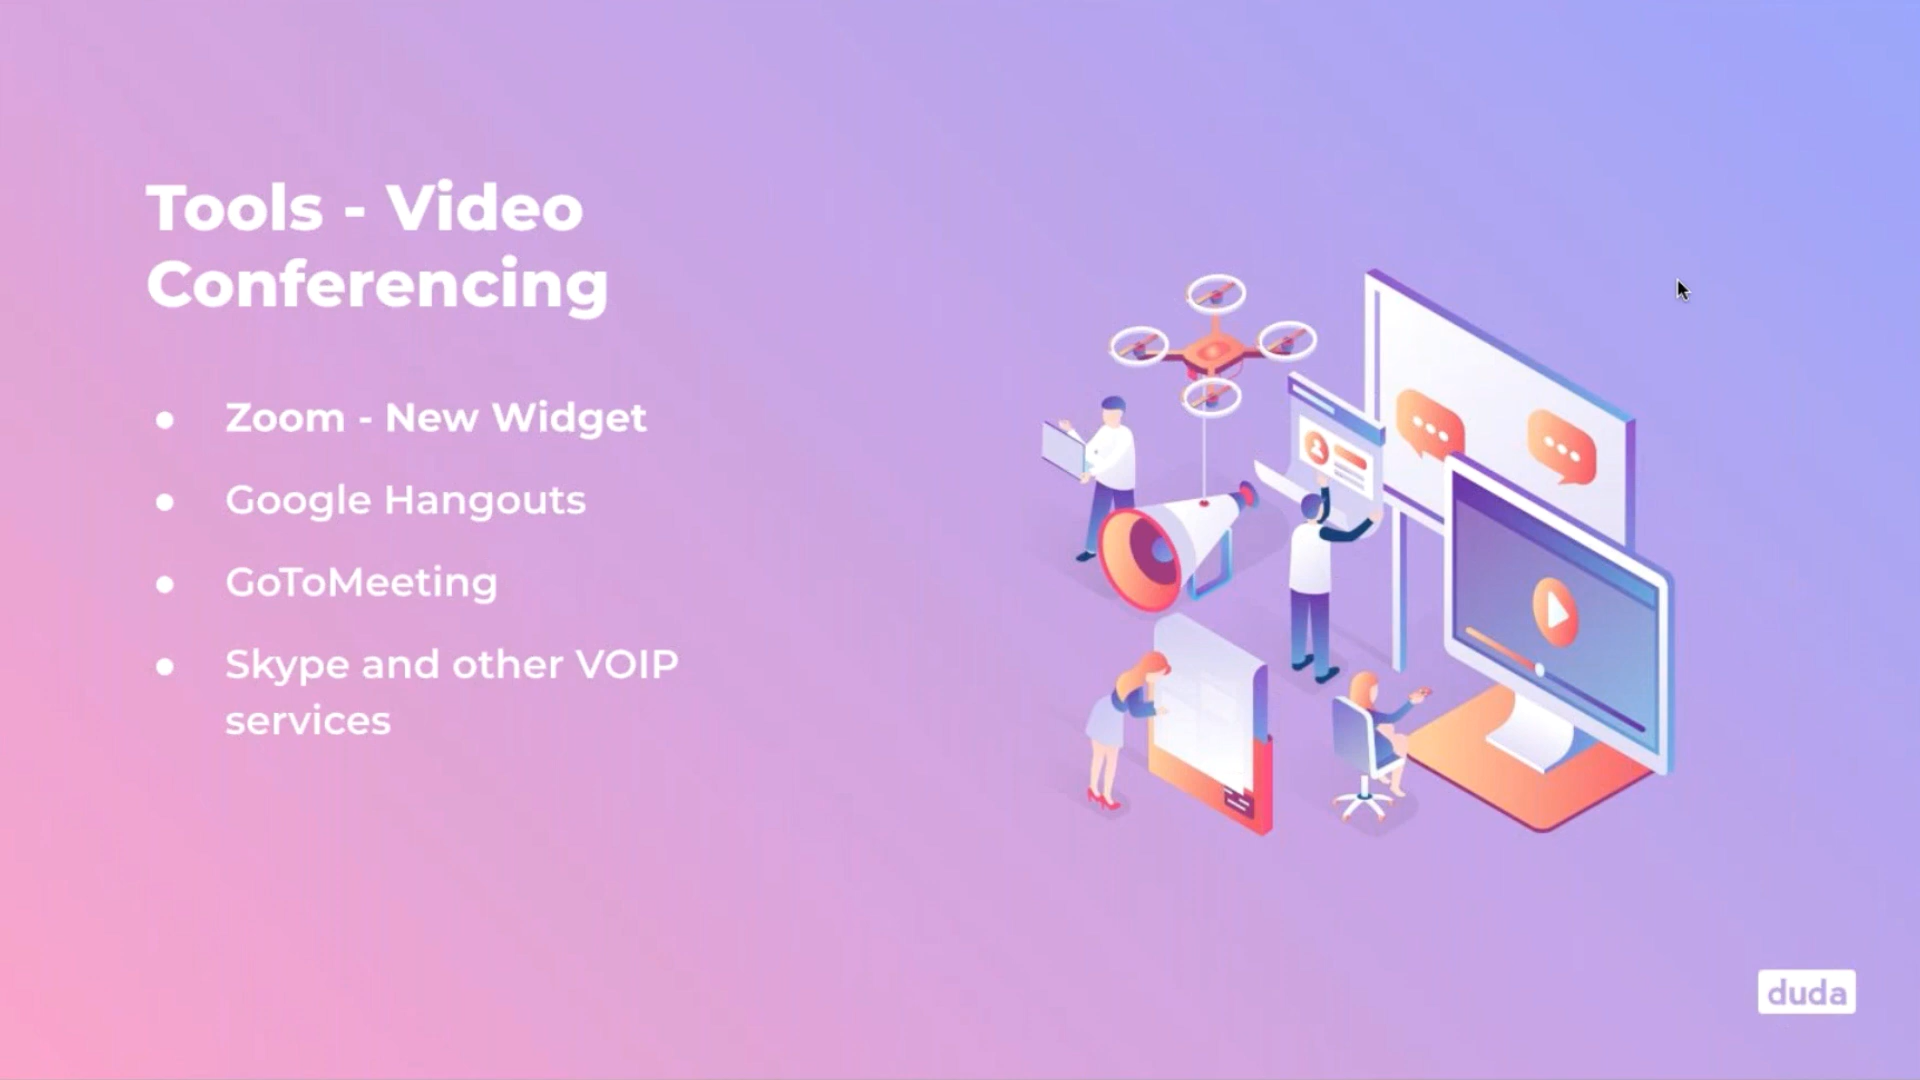 Tools - Video
Conferencing
● Zoom - New Widget
● Google Hangouts
● GoToMeeting
● Skype and other VOIP
services
duda